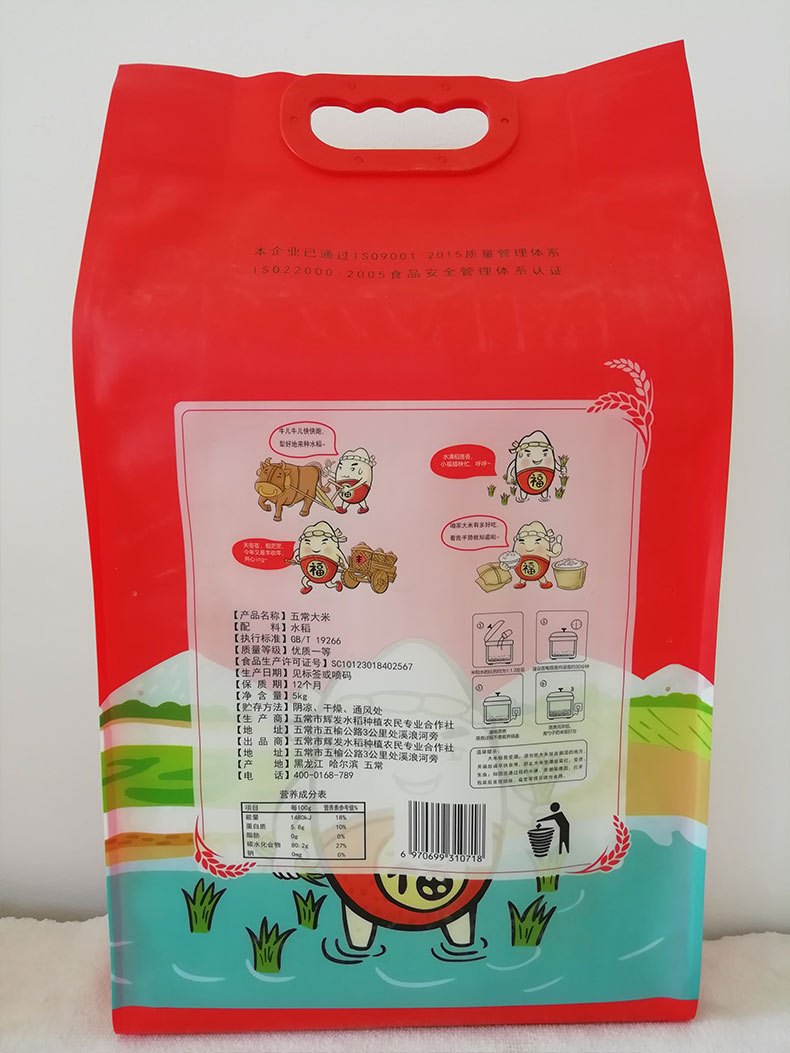 本企业已通过ISO9001 2015质量管理体系
ISO22000 2005食品安全管理体系认证
牛儿牛儿快快跑,
犁好地来种水稻~
福
水滴稻谷香,
小福插秧忙, 呼呼~
福
今年又是丰收年,
开心ing~
福
丰
咱家大米有多好吃,
看我手势就知道啦~
福
【产品名称】五常大米
【配 料】水稻
【执行标准】GB/T 19266
【质量等级】优质一等
【食品生产许可证号】SC10123018402567
【生产日期】见标签或喷码
【保 质 期】12个月
【净 含 量】5kg
【贮存方法】阴凉、干燥、通风处
【生 产 商】五常市辉发水稻种植农民专业合作社
【地 址】五常市五榆公路3公里处溪浪河旁
【出 品 商】五常市辉发水稻种植农民专业合作社
【地 址】五常市五榆公路3公里处溪浪河旁
【产 地】黑龙江 哈尔滨 五常
【电 话】400-0168-789
温馨提示:
营养成分表
项目 每100g 营养素参考值%
能量 1480kJ 18%
蛋白质 5.8g 10%
脂肪 0g 0%
碳水化合物 80.2g 27%
钠 0mg 0%
6 970699 310718
福